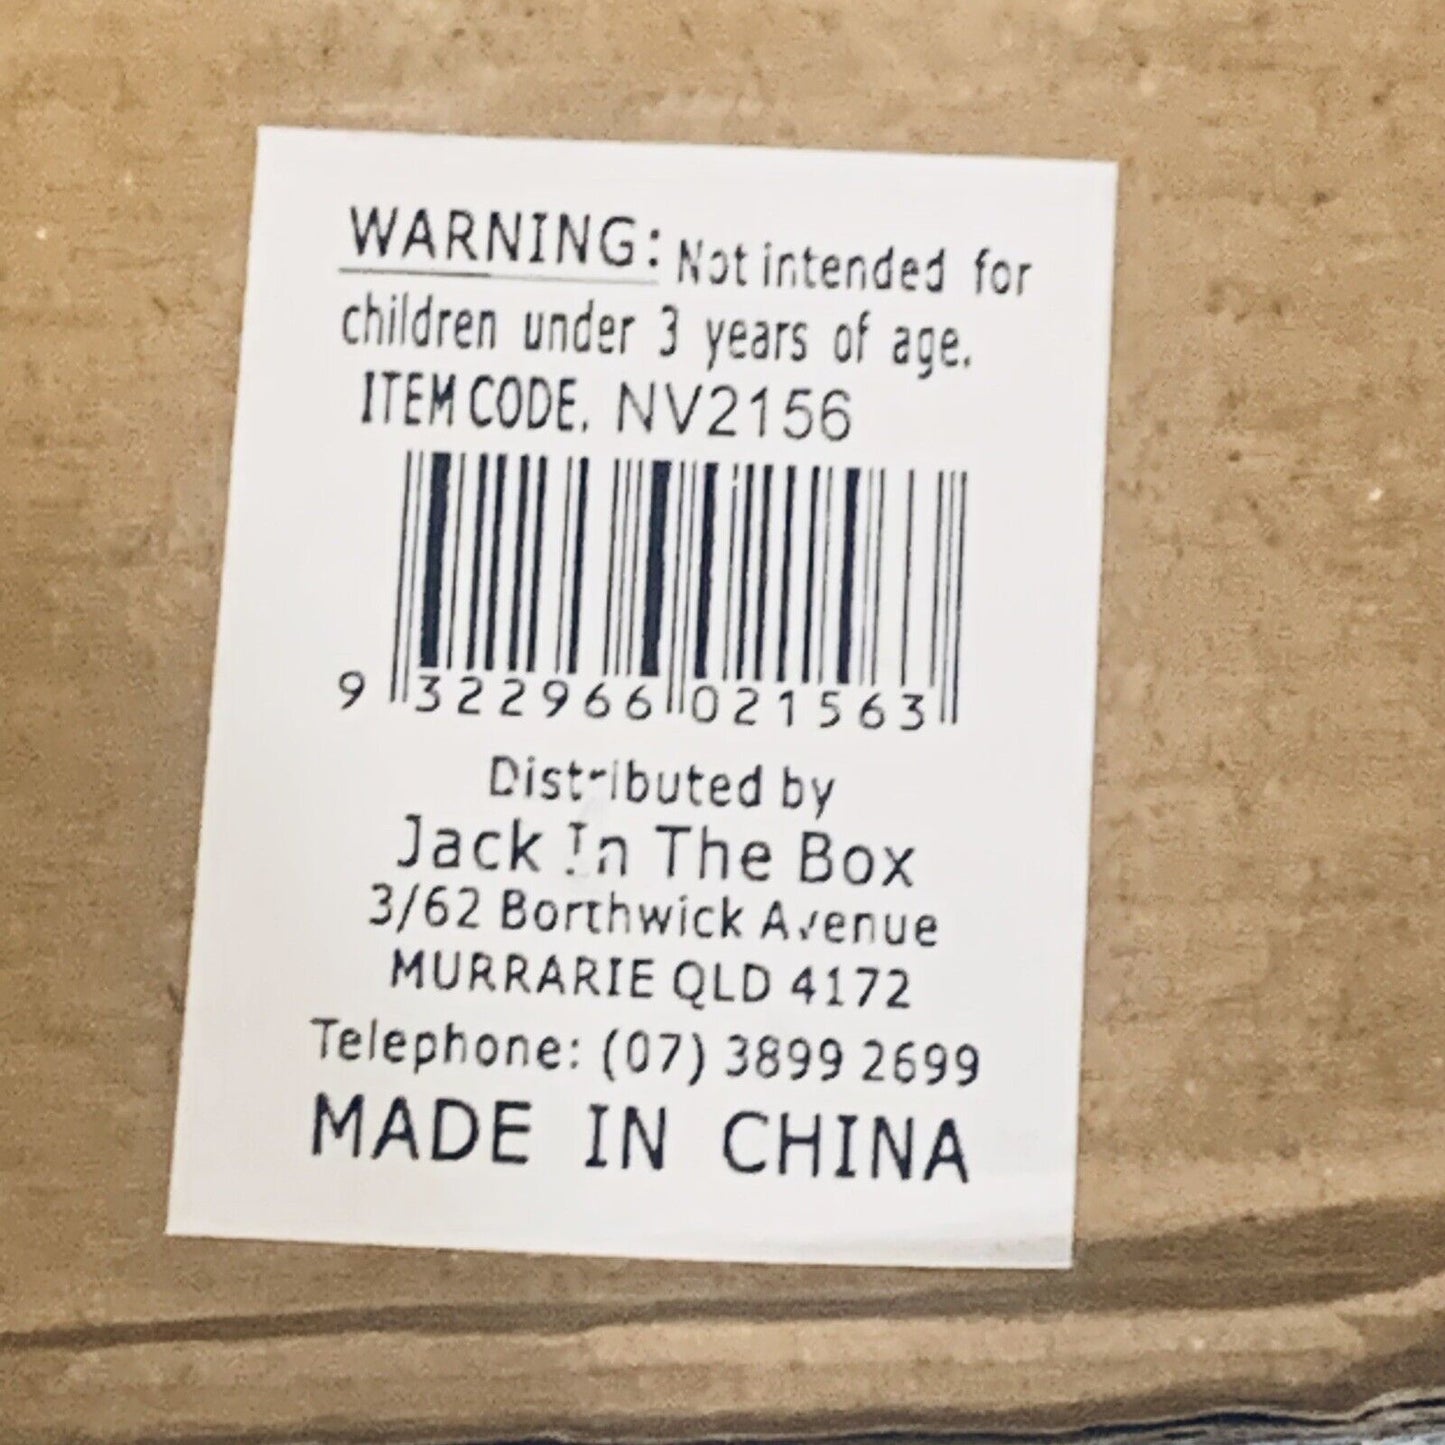 WARNING: Not intended for
children under 3 years of age.
ITEM CODE. NV2156
9 322966 021563
Distributed by
Jack In The Box
3/62 Borthwick Avenue
MURRARIE QLD 4172
Telephone: (07) 3899 2699
MADE IN CHINA